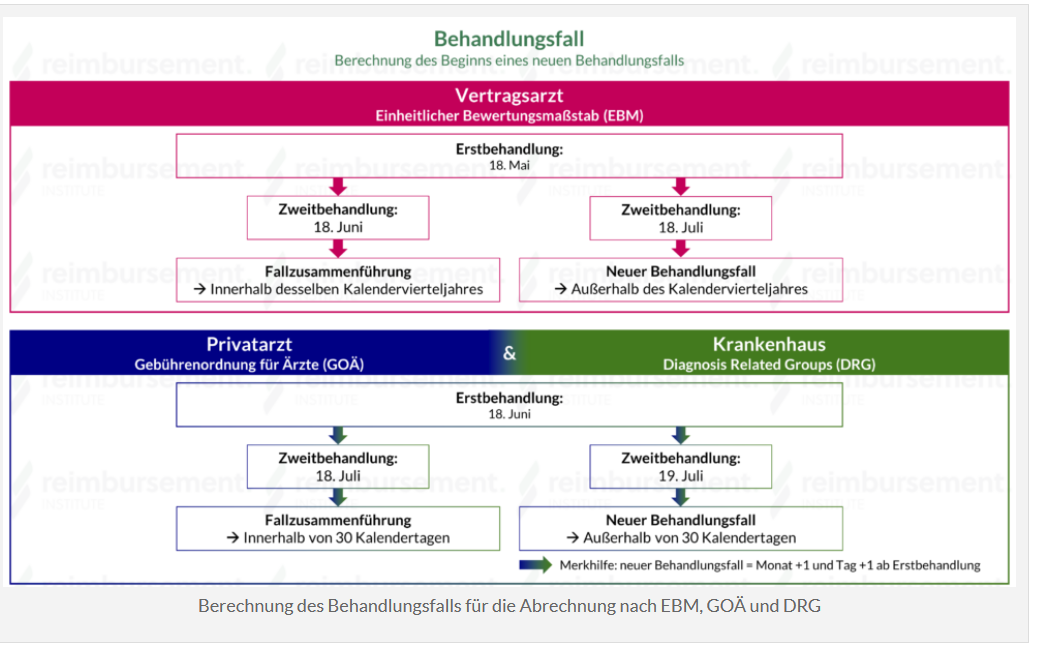 Behandlungsfall
Berechnung des Beginns eines neuen Behandlungsfalls
Vertragsarzt
Einheitlicher Bewertungsmaßstab (EBM)
Erstbehandlung:
18. Mai
Zweitbehandlung:
18. Juni
Zweitbehandlung:
18. Juli
Fallzusammenführung
→ Innerhalb desselben Kalendervierteljahres
Neuer Behandlungsfall
→ Außerhalb des Kalendervierteljahres
Privatarzt
Gebührenordnung für Ärzte (GOÄ)
&
Krankenhaus
Diagnosis Related Groups (DRG)
Erstbehandlung:
18. Juni
Zweitbehandlung:
18. Juli
Zweitbehandlung:
19. Juli
Fallzusammenführung
→ Innerhalb von 30 Kalendertagen
Neuer Behandlungsfall
→ Außerhalb von 30 Kalendertagen
Merkhilfe: neuer Behandlungsfall = Monat +1 und Tag +1 ab Erstbehandlung
Berechnung des Behandlungsfalls für die Abrechnung nach EBM, GOÄ und DRG
reimbursement.
INSTITUTE